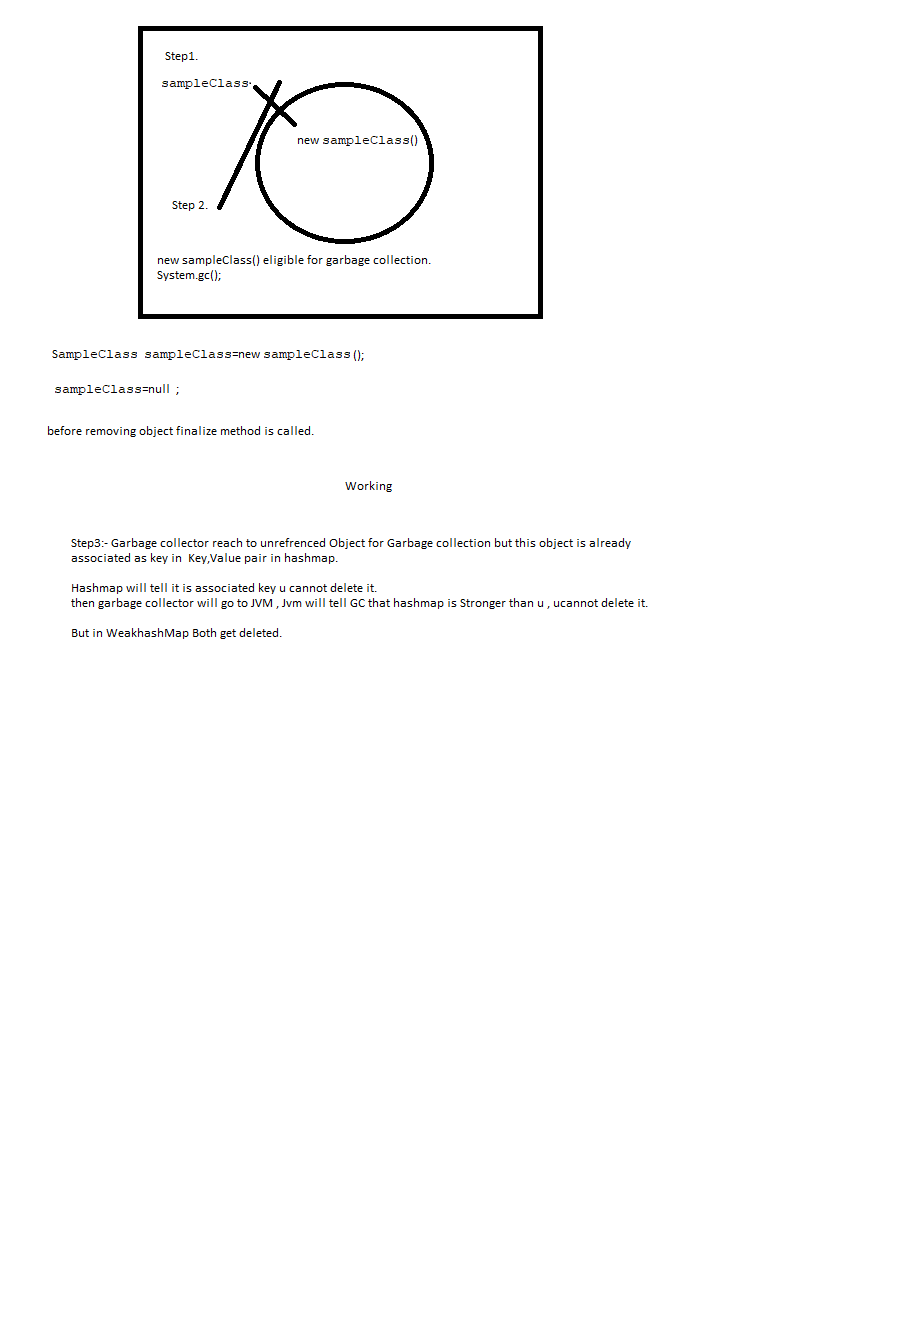 Step1.
sampleClass
new sampleClass()
Step 2.
new sampleClass() eligible for garbage collection.
System.gc();
SampleClass sampleClass=new sampleClass();
sampleClass=null ;
before removing object finalize method is called.
Working
Step3:- Garbage collector reach to unrefrenced Object for Garbage collection but this object is already
associated as key in Key,Value pair in hashmap.
Hashmap will tell it is associated key u cannot delete it.
then garbage collector will go to JVM , Jvm will tell GC that hashmap is Stronger than u , ucannot delete it.
But in WeakhashMap Both get deleted.